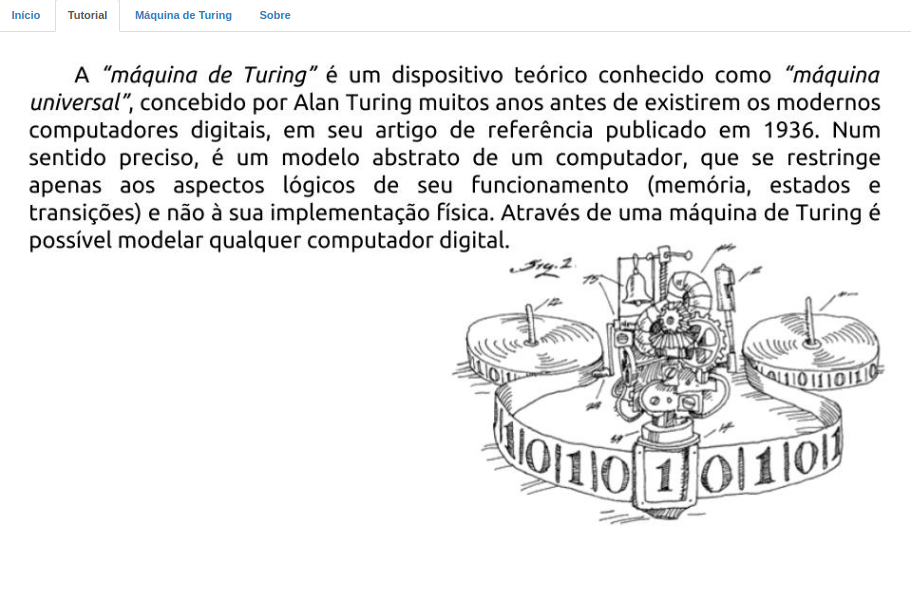 Início Tutorial Máquina de Turing Sobre
A “máquina de Turing” é um dispositivo teórico conhecido como “máquina
universal”, concebido por Alan Turing muitos anos antes de existirem os modernos
computadores digitais, em seu artigo de referência publicado em 1936. Num
sentido preciso, é um modelo abstrato de um computador, que se restringe
apenas aos aspectos lógicos de seu funcionamento (memória, estados e
transições) e não à sua implementação física. Através de uma máquina de Turing é
possível modelar qualquer computador digital.
12
101
1010110
1|0|1|0 1 0|1|0|1